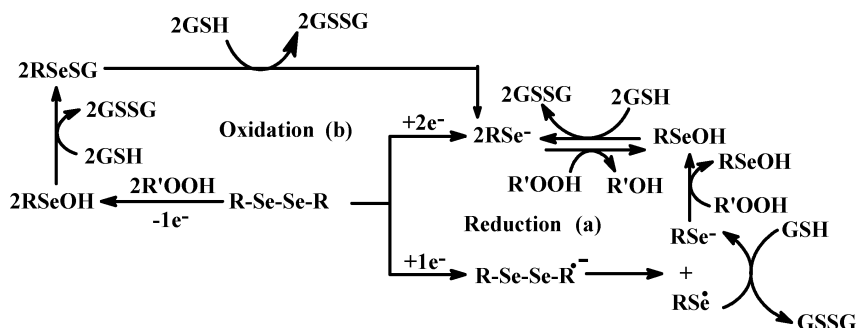 2GSH 2GSSG
2RSeSG
2GSSG
2GSH
Oxidation (b)
+2e⁻
2RSe⁻
2GSSG 2GSH
RSeOH
RSeOH
R'OOH R'OH
R'OOH
2RSeOH
2R'OOH
-1e⁻
R-Se-Se-R
Reduction (a)
RSe⁻
GSH
+1e⁻
R-Se-Se-R•⁻
+
RSe•
GSSG